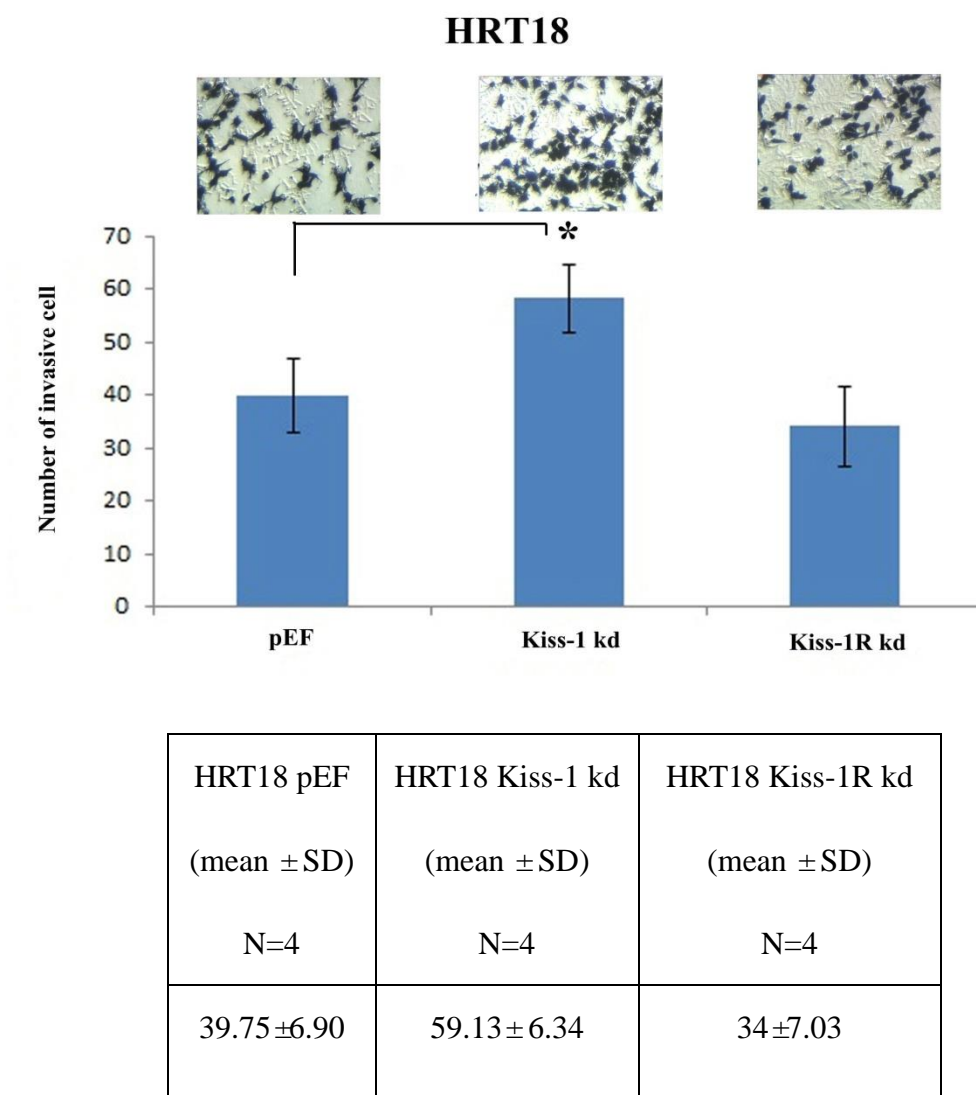 HRT18
*
70
60
50
40
30
20
10
0
Number of invasive cell
pEF
Kiss-1 kd
Kiss-1R kd
HRT18 pEF
(mean ±SD)
N=4
HRT18 Kiss-1 kd
(mean ±SD)
N=4
HRT18 Kiss-1R kd
(mean ±SD)
N=4
39.75±6.90
59.13±6.34
34±7.03